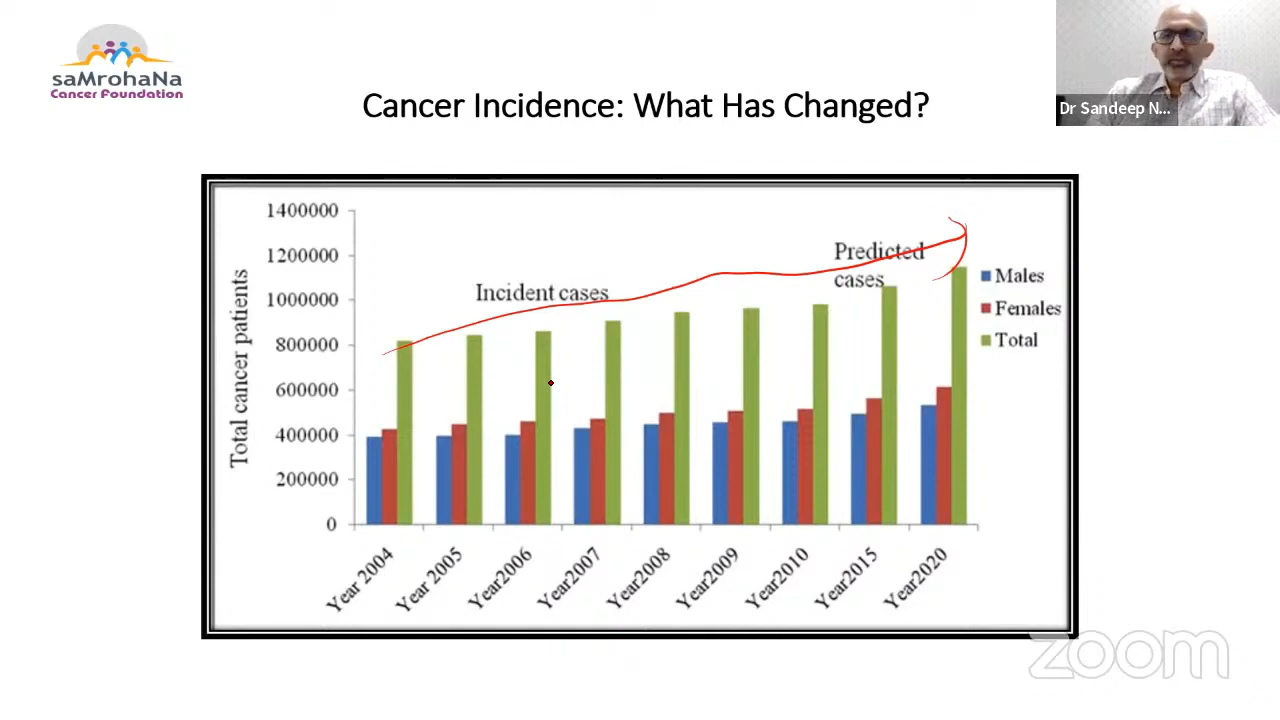 saMrohaNa
Cancer Foundation
Dr Sandeep N...
Cancer Incidence: What Has Changed?
1400000
1200000
1000000
800000
600000
400000
200000
0
Total cancer patients
Incident cases
Predicted
cases
Males
Females
Total
Year 2004
Year 2005
Year2006
Year2007
Year2008
Year2009
Year2010
Year2015
Year2020
zoom